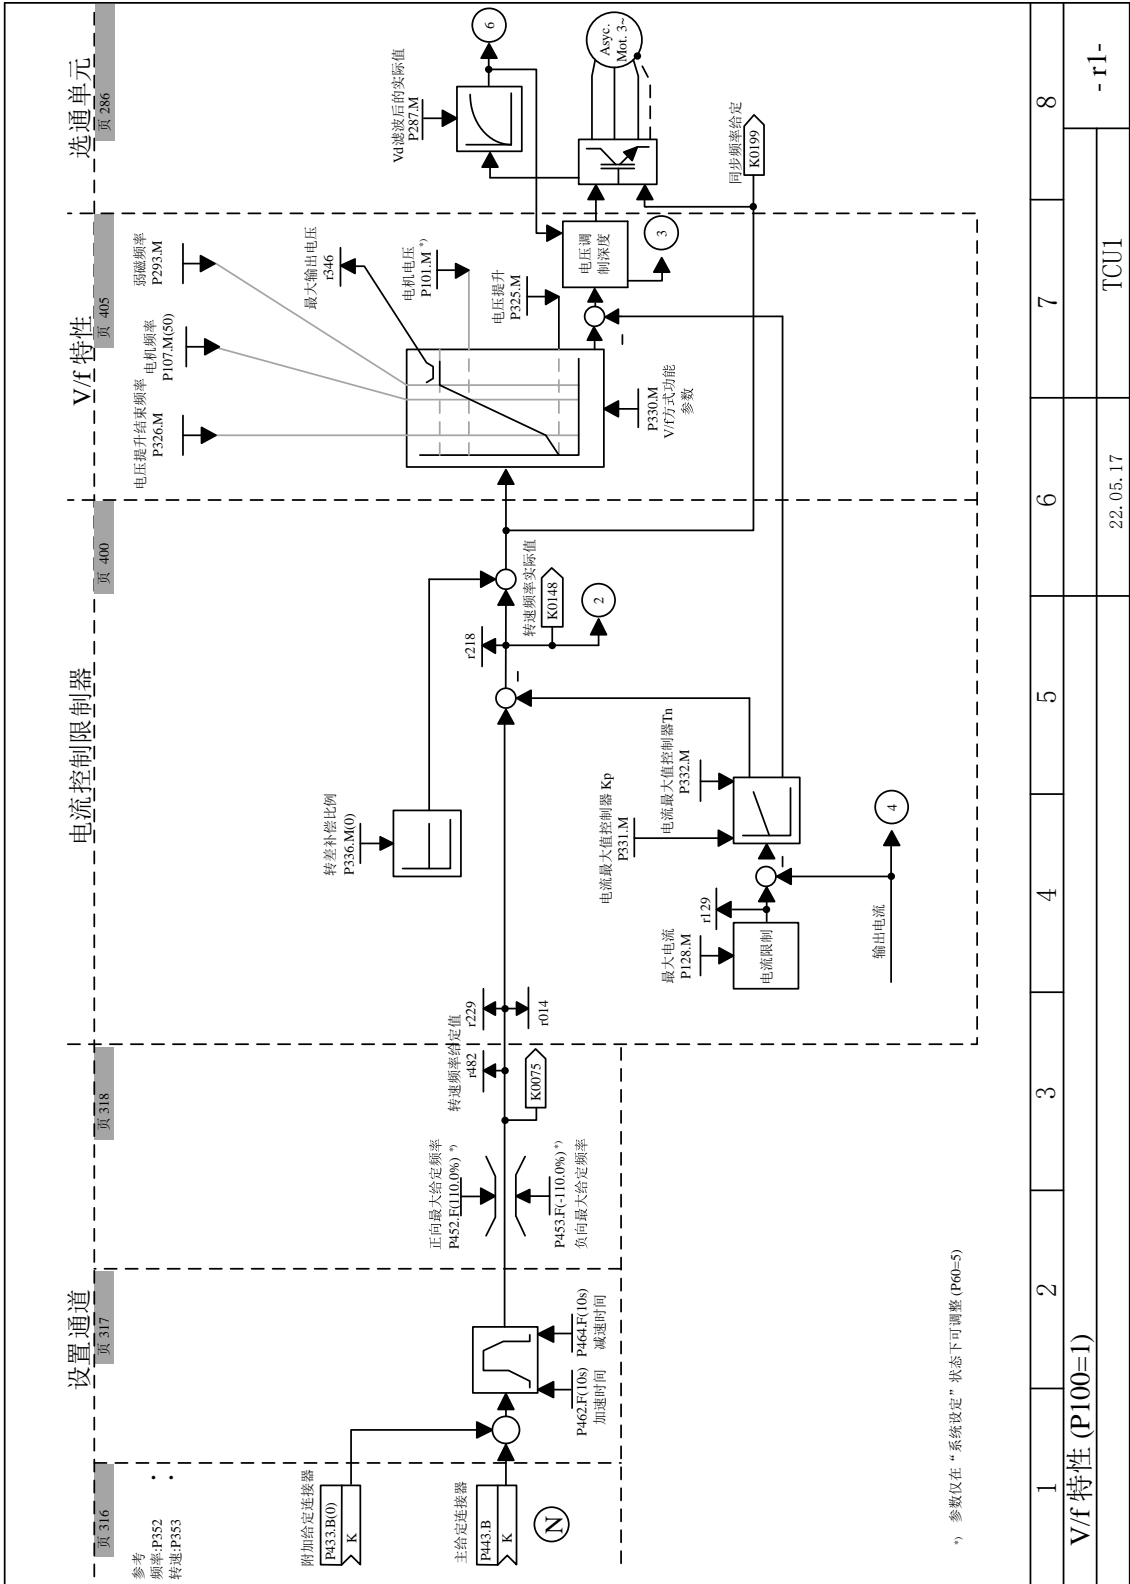 设置通道
电流控制限制器
V/f 特性
选通单元
页 316
页 317
页 318
页 400
页 405
页 286
参考
频率:P352
转速:P353
附加给定连接器
P433.B(0)
K
主给定连接器
P443.B
K
N
P462.F(10s)
加速时间
P464.F(10s)
减速时间
正向最大给定频率
P452.F(110.0%) *)
P453.F(-110.0%) *)
负向最大给定频率
K0075
转速频率给定值
r482
r229
r014
转差补偿比例
P336.M(0)
r218
转速频率实际值
K0148
2
最大电流
P128.M
r129
电流限制
电流最大值控制器 Kp
P331.M
电流最大值控制器Tn
P332.M
输出电流
4
电压提升结束频率
P326.M
电机频率
P107.M(50)
弱磁频率
P293.M
最大输出电压
r346
电机电压
P101.M *)
电压提升
P325.M
P330.M
V/f方式功能
参数
电压调
制深度
3
Vd滤波后的实际值
P287.M
6
Asyc.
Mot. 3~
同步频率给定
K0199
*) 参数仅在“系统设定”状态下可调整 (P60=5)
1
2
3
4
5
6
7
8
V/f 特性 (P100=1)
22.05.17
TCU1
- r1-